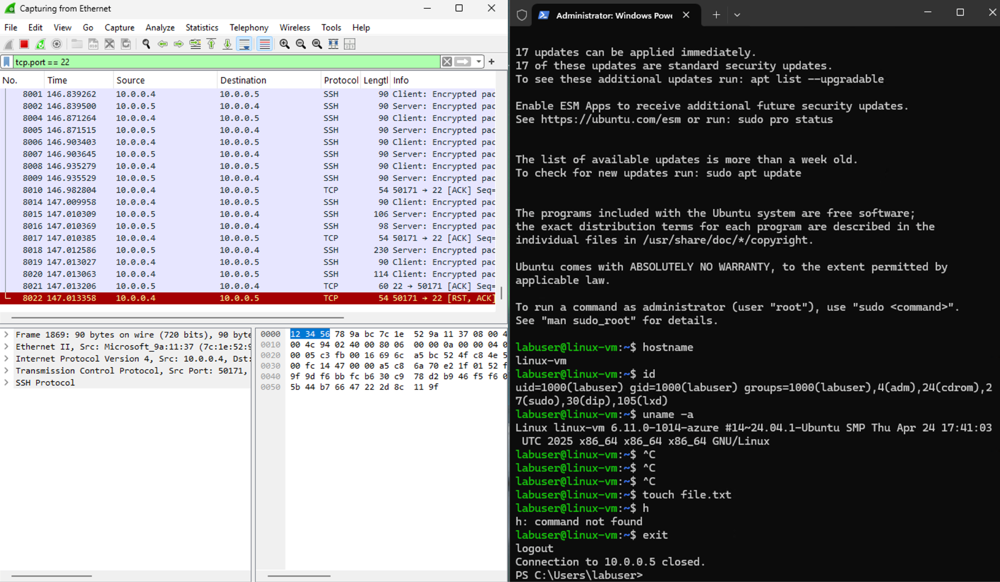 Capturing from Ethernet
File Edit View Go Capture Analyze Statistics Telephony Wireless Tools Help
tcp.port == 22
No. Time Source Destination Protocol Lengtl Info
8001 146.839262 10.0.0.4 10.0.0.5 SSH 90 Client: Encrypted pac
8002 146.839500 10.0.0.5 10.0.0.4 SSH 90 Server: Encrypted pac
8004 146.871264 10.0.0.4 10.0.0.5 SSH 90 Client: Encrypted pac
8005 146.871515 10.0.0.5 10.0.0.4 SSH 90 Server: Encrypted pac
8006 146.903403 10.0.0.4 10.0.0.5 SSH 90 Client: Encrypted pac
8007 146.903645 10.0.0.5 10.0.0.4 SSH 90 Server: Encrypted pac
8008 146.935279 10.0.0.4 10.0.0.5 SSH 90 Client: Encrypted pac
8009 146.935529 10.0.0.5 10.0.0.4 SSH 90 Server: Encrypted pac
8010 146.982804 10.0.0.4 10.0.0.5 TCP 54 50171 → 22 [ACK] Seq=
8014 147.009958 10.0.0.4 10.0.0.5 SSH 90 Client: Encrypted pac
8015 147.010309 10.0.0.5 10.0.0.4 SSH 106 Server: Encrypted pac
8016 147.010369 10.0.0.5 10.0.0.4 SSH 98 Server: Encrypted pac
8017 147.010385 10.0.0.4 10.0.0.5 TCP 54 50171 → 22 [ACK] Seq=
8018 147.012586 10.0.0.5 10.0.0.4 SSH 230 Server: Encrypted pac
8019 147.013027 10.0.0.4 10.0.0.5 SSH 90 Client: Encrypted pac
8020 147.013063 10.0.0.4 10.0.0.5 SSH 114 Client: Encrypted pac
8021 147.013206 10.0.0.5 10.0.0.4 TCP 60 22 → 50171 [ACK] Seq=
8022 147.013358 10.0.0.4 10.0.0.5 TCP 54 50171 → 22 [RST, ACK]
Frame 1869: 90 bytes on wire (720 bits), 90 byte
Ethernet II, Src: Microsoft_9a:11:37 (7c:1e:52:9
Internet Protocol Version 4, Src: 10.0.0.4, Dst:
Transmission Control Protocol, Src Port: 50171,
SSH Protocol
0000 12 34 56 78 9a bc 7c 1e 52 9a 11 37 08 00 4
0010 00 4c 94 02 40 00 80 06 00 00 0a 00 00 04 0
0020 00 05 c3 fb 00 16 69 6c a5 bc 52 4f c8 4e 5
0030 00 fc 14 47 00 00 a5 c8 6a 70 e2 1f 01 52 f
0040 9f 9d f6 bb fc b6 30 c9 78 d2 b9 46 f5 f6 0
0050 5b 44 b7 66 47 22 2d 8c 11 9f
Administrator: Windows Powe
17 updates can be applied immediately.
17 of these updates are standard security updates.
To see these additional updates run: apt list --upgradable
Enable ESM Apps to receive additional future security updates.
See https://ubuntu.com/esm or run: sudo pro status
The list of available updates is more than a week old.
To check for new updates run: sudo apt update
The programs included with the Ubuntu system are free software;
the exact distribution terms for each program are described in the
individual files in /usr/share/doc/*/copyright.
Ubuntu comes with ABSOLUTELY NO WARRANTY, to the extent permitted by
applicable law.
To run a command as administrator (user "root"), use "sudo <command>".
See "man sudo_root" for details.
labuser@linux-vm:~$ hostname
linux-vm
labuser@linux-vm:~$ id
uid=1000(labuser) gid=1000(labuser) groups=1000(labuser),4(adm),24(cdrom),2
7(sudo),30(dip),105(lxd)
labuser@linux-vm:~$ uname -a
Linux linux-vm 6.11.0-1014-azure #14~24.04.1-Ubuntu SMP Thu Apr 24 17:41:03
UTC 2025 x86_64 x86_64 x86_64 GNU/Linux
labuser@linux-vm:~$ ^C
labuser@linux-vm:~$ ^C
labuser@linux-vm:~$ ^C
labuser@linux-vm:~$ touch file.txt
labuser@linux-vm:~$ h
h: command not found
labuser@linux-vm:~$ exit
logout
Connection to 10.0.0.5 closed.
PS C:\Users\labuser>